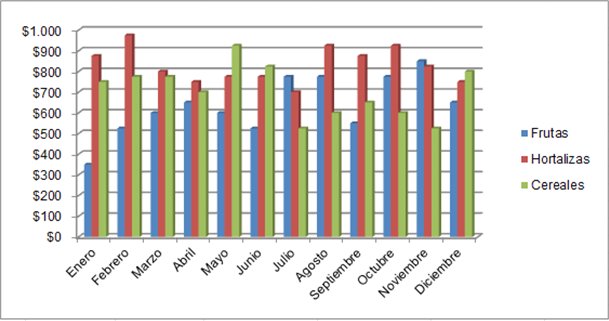 $1.000
$900
$800
$700
$600
$500
$400
$300
$200
$100
$0
Enero
Febrero
Marzo
Abril
Mayo
Junio
Julio
Agosto
Septiembre
Octubre
Noviembre
Diciembre
Frutas
Hortalizas
Cereales